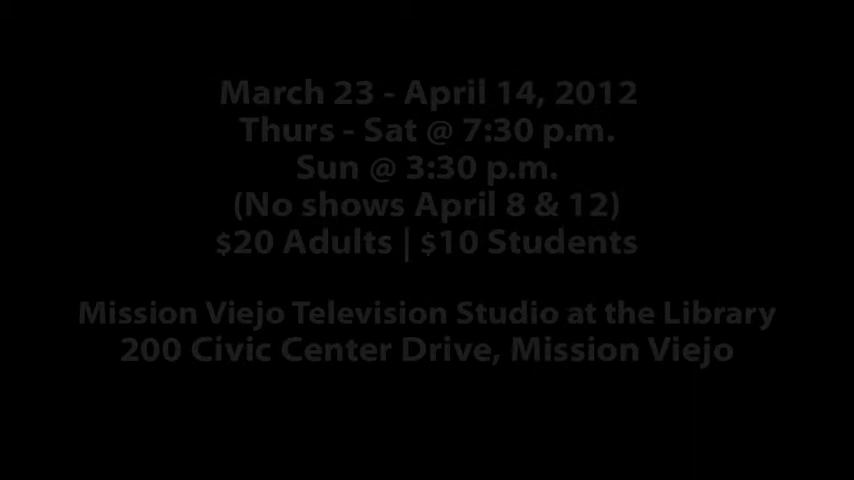 March 23 - April 14, 2012
Thurs - Sat @ 7:30 p.m.
Sun @ 3:30 p.m.
(No shows April 8 & 12)
$20 Adults | $10 Students
Mission Viejo Television Studio at the Library
200 Civic Center Drive, Mission Viejo